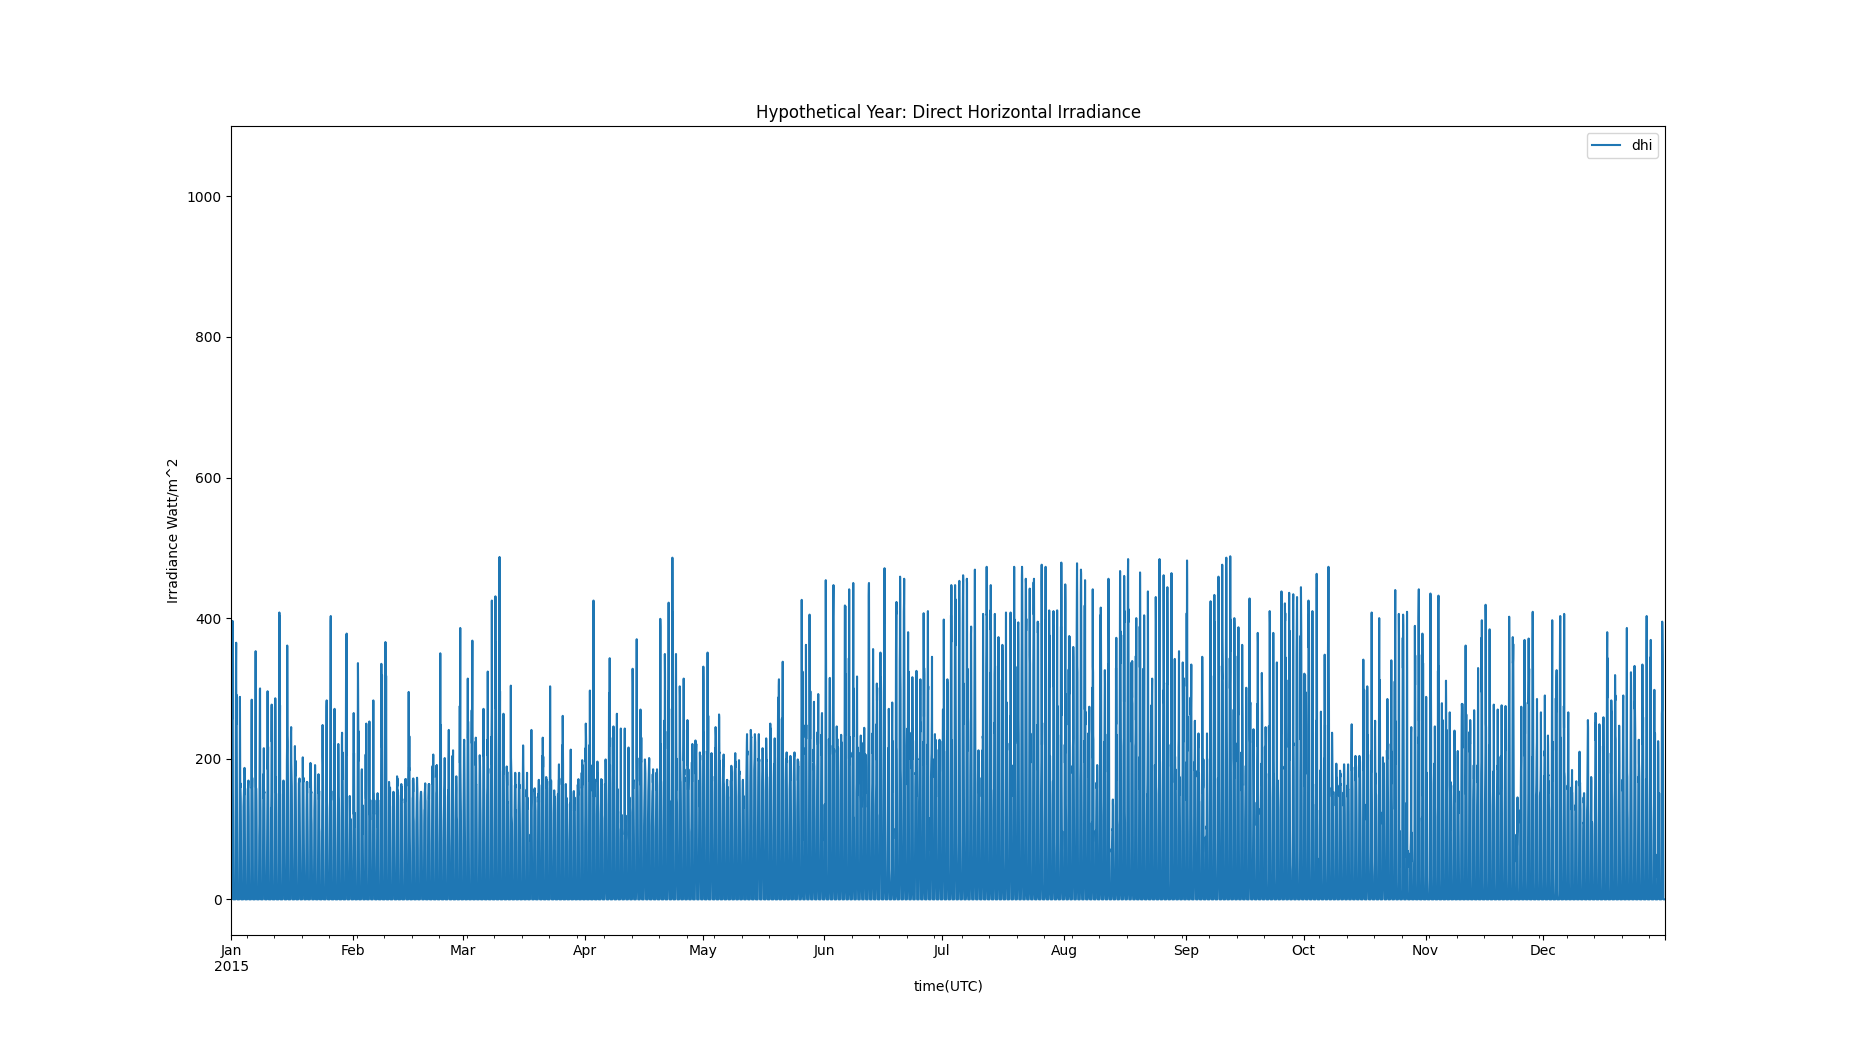 Hypothetical Year: Direct Horizontal Irradiance
dhi
1000
800
600
400
200
0
Irradiance Watt/m^2
Jan Feb Mar Apr May Jun Jul Aug Sep Oct Nov Dec
2015
time(UTC)